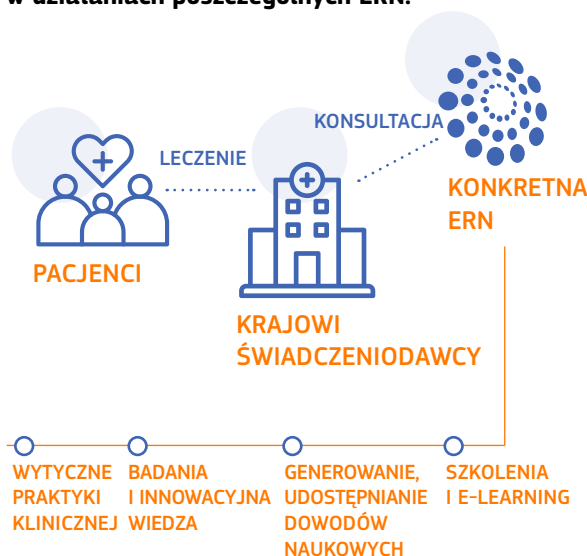 w działaniach poszczególnych ERN.
KONSULTACJA
LECZENIE
KONKRETNA
ERN
PACJENCI
KRAJOWI
ŚWIADCZENIODAWCY
WYTYCZNE
PRAKTYKI
KLINICZNEJ
BADANIA
I INNOWACYJNA
WIEDZA
GENEROWANIE,
UDOSTĘPNIANIE
DOWODÓW
NAUKOWYCH
SZKOLENIA
I E-LEARNING